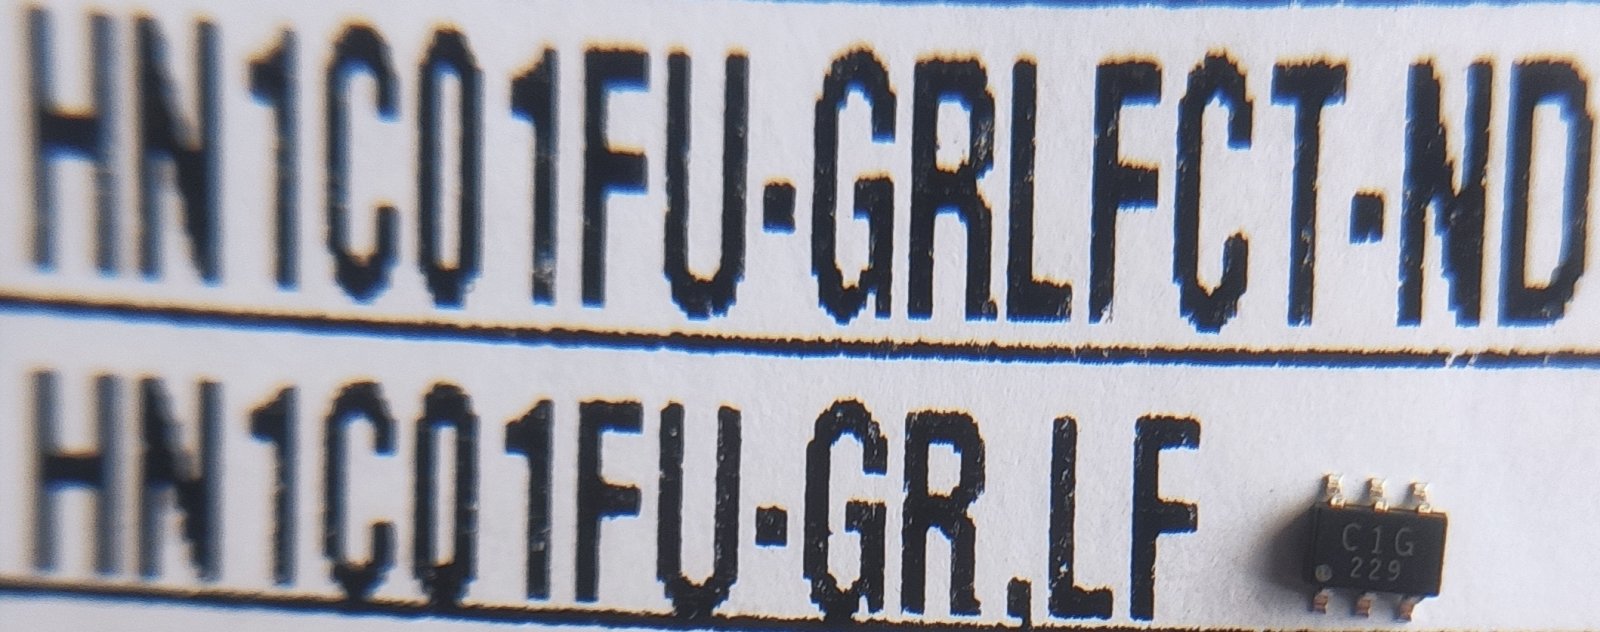 HN1C01FU-GRLFCT-ND
HN1C01FU-GR,LF
C1G
229